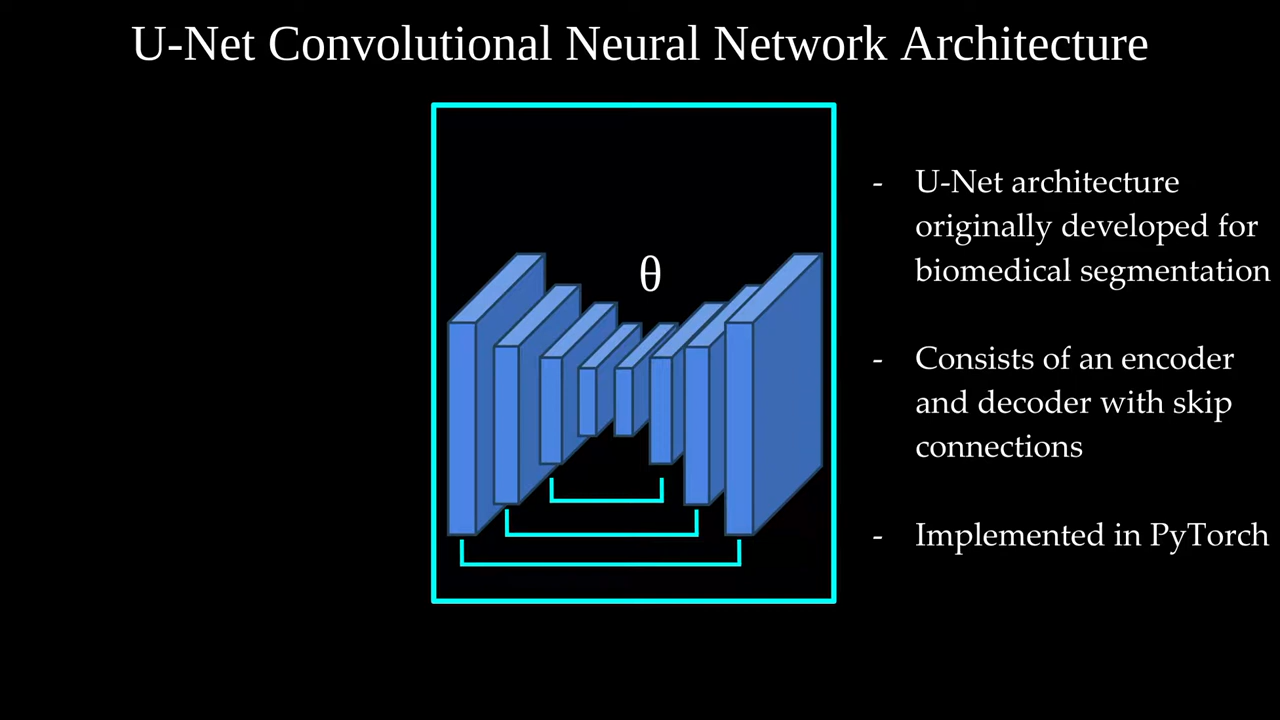 U-Net Convolutional Neural Network Architecture
θ
- U-Net architecture
originally developed for
biomedical segmentation
- Consists of an encoder
and decoder with skip
connections
- Implemented in PyTorch